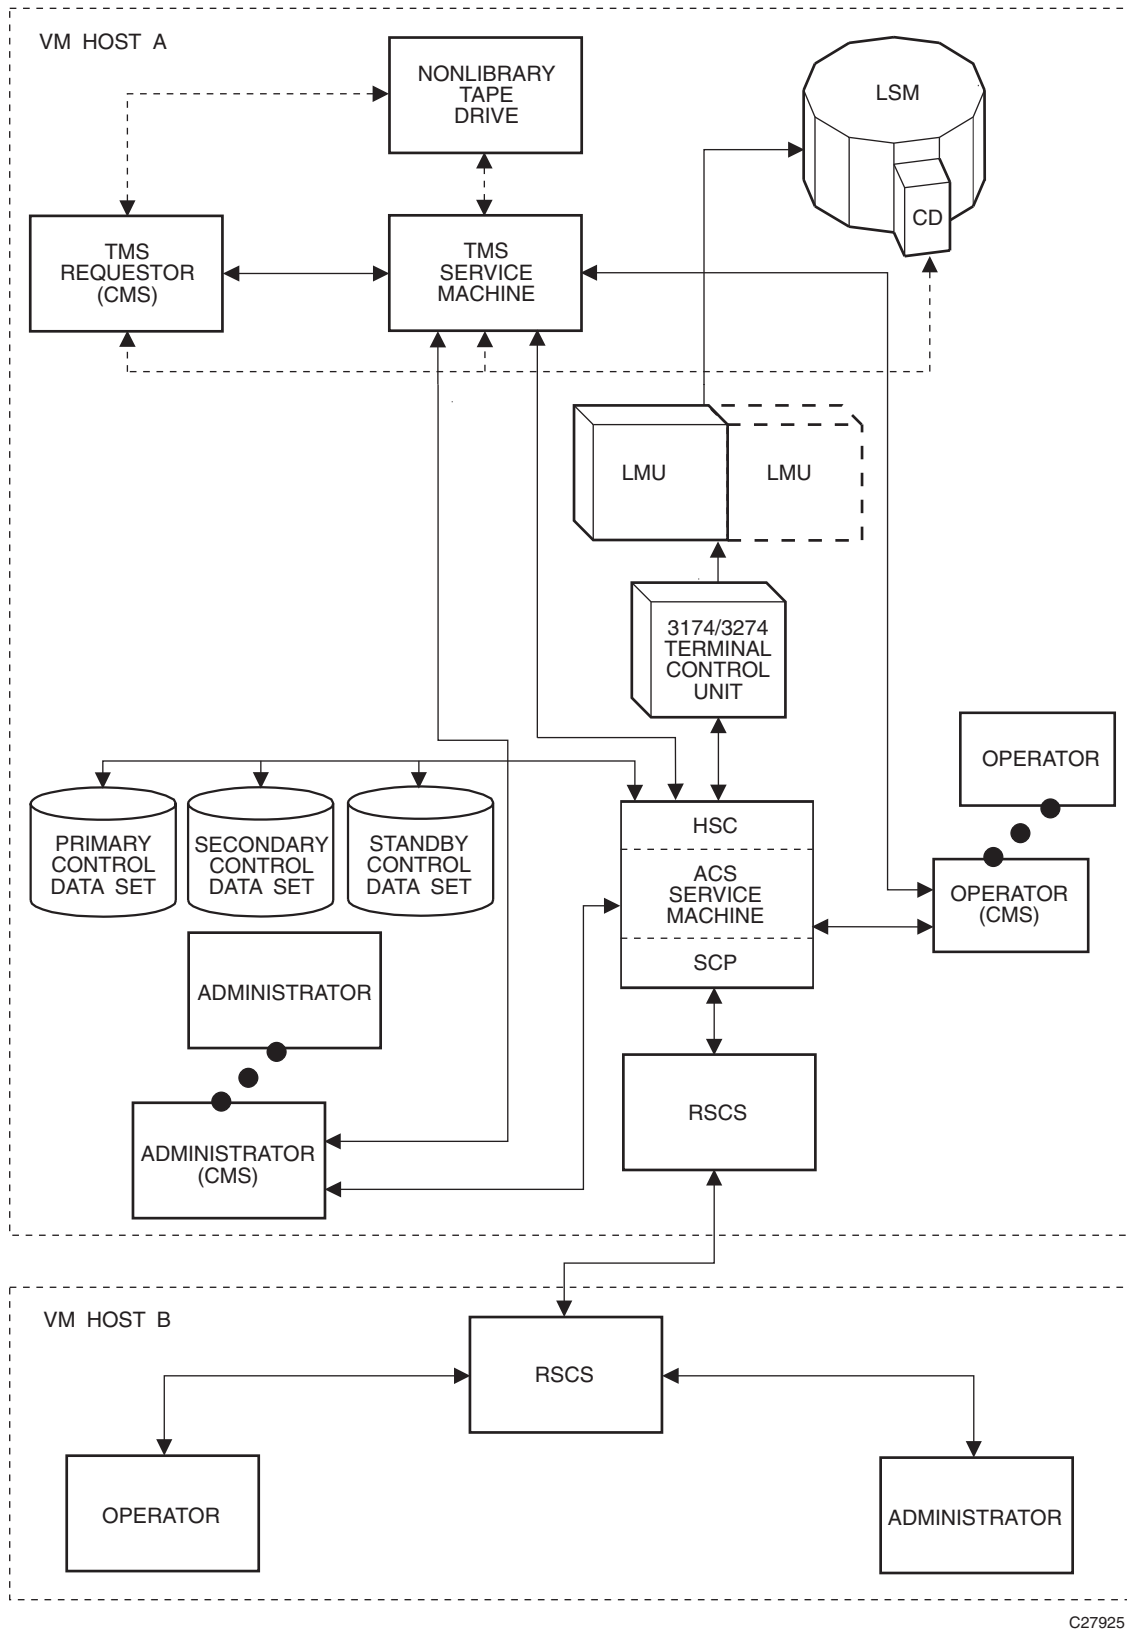 VM HOST A
NONLIBRARY
TAPE
DRIVE
LSM
CD
TMS
REQUESTOR
(CMS)
TMS
SERVICE
MACHINE
LMU
LMU
3174/3274
TERMINAL
CONTROL
UNIT
OPERATOR
PRIMARY
CONTROL
DATA SET
SECONDARY
CONTROL
DATA SET
STANDBY
CONTROL
DATA SET
HSC
ACS
SERVICE
MACHINE
SCP
OPERATOR
(CMS)
ADMINISTRATOR
ADMINISTRATOR
(CMS)
RSCS
VM HOST B
RSCS
OPERATOR
ADMINISTRATOR
C27925